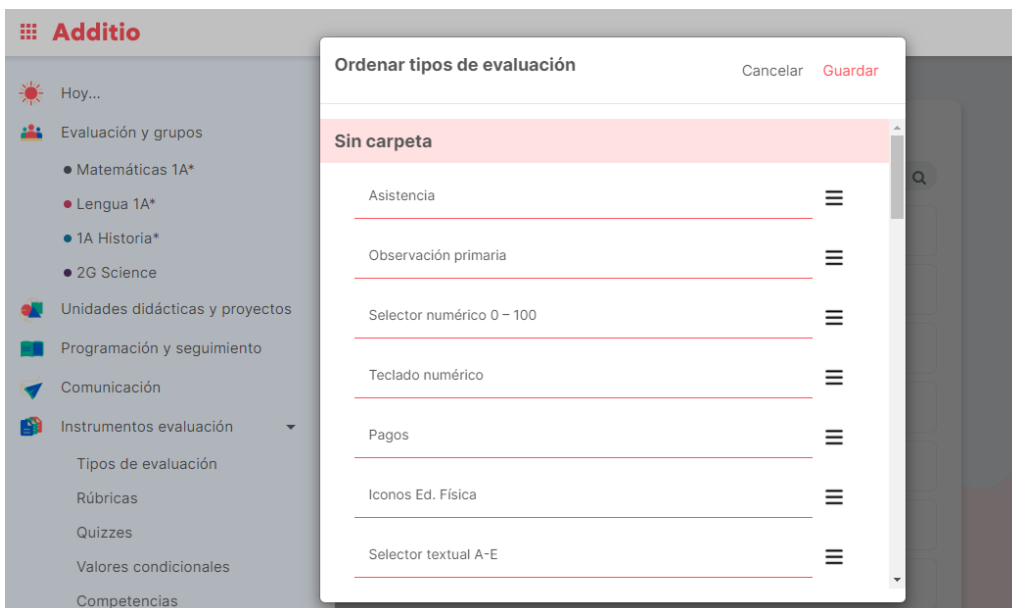 Additio
Hoy...
Evaluación y grupos
Matemáticas 1A*
Lengua 1A*
1A Historia*
2G Science
Unidades didácticas y proyectos
Programación y seguimiento
Comunicación
Instrumentos evaluación
Tipos de evaluación
Rúbricas
Quizzes
Valores condicionales
Competencias
Ordenar tipos de evaluación Cancelar Guardar
Sin carpeta
Asistencia
Observación primaria
Selector numérico 0 – 100
Teclado numérico
Pagos
Iconos Ed. Física
Selector textual A-E